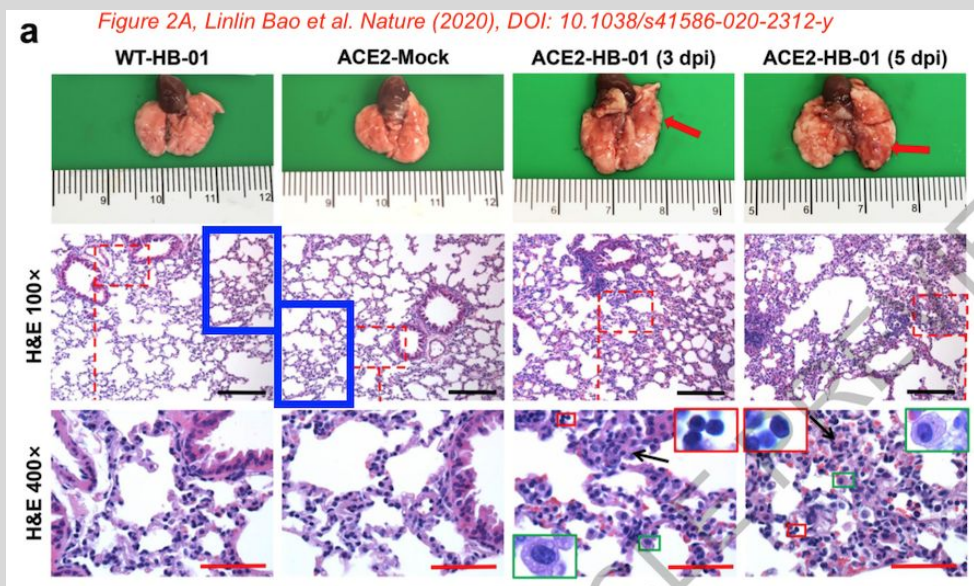 Figure 2A, Linlin Bao et al. Nature (2020), DOI: 10.1038/s41586-020-2312-y
a
WT-HB-01
ACE2-Mock
ACE2-HB-01 (3 dpi)
ACE2-HB-01 (5 dpi)
9 10 11 12
9 10 11 12
6 7 8 9
5 6 7 8
H&E 100×
H&E 400×